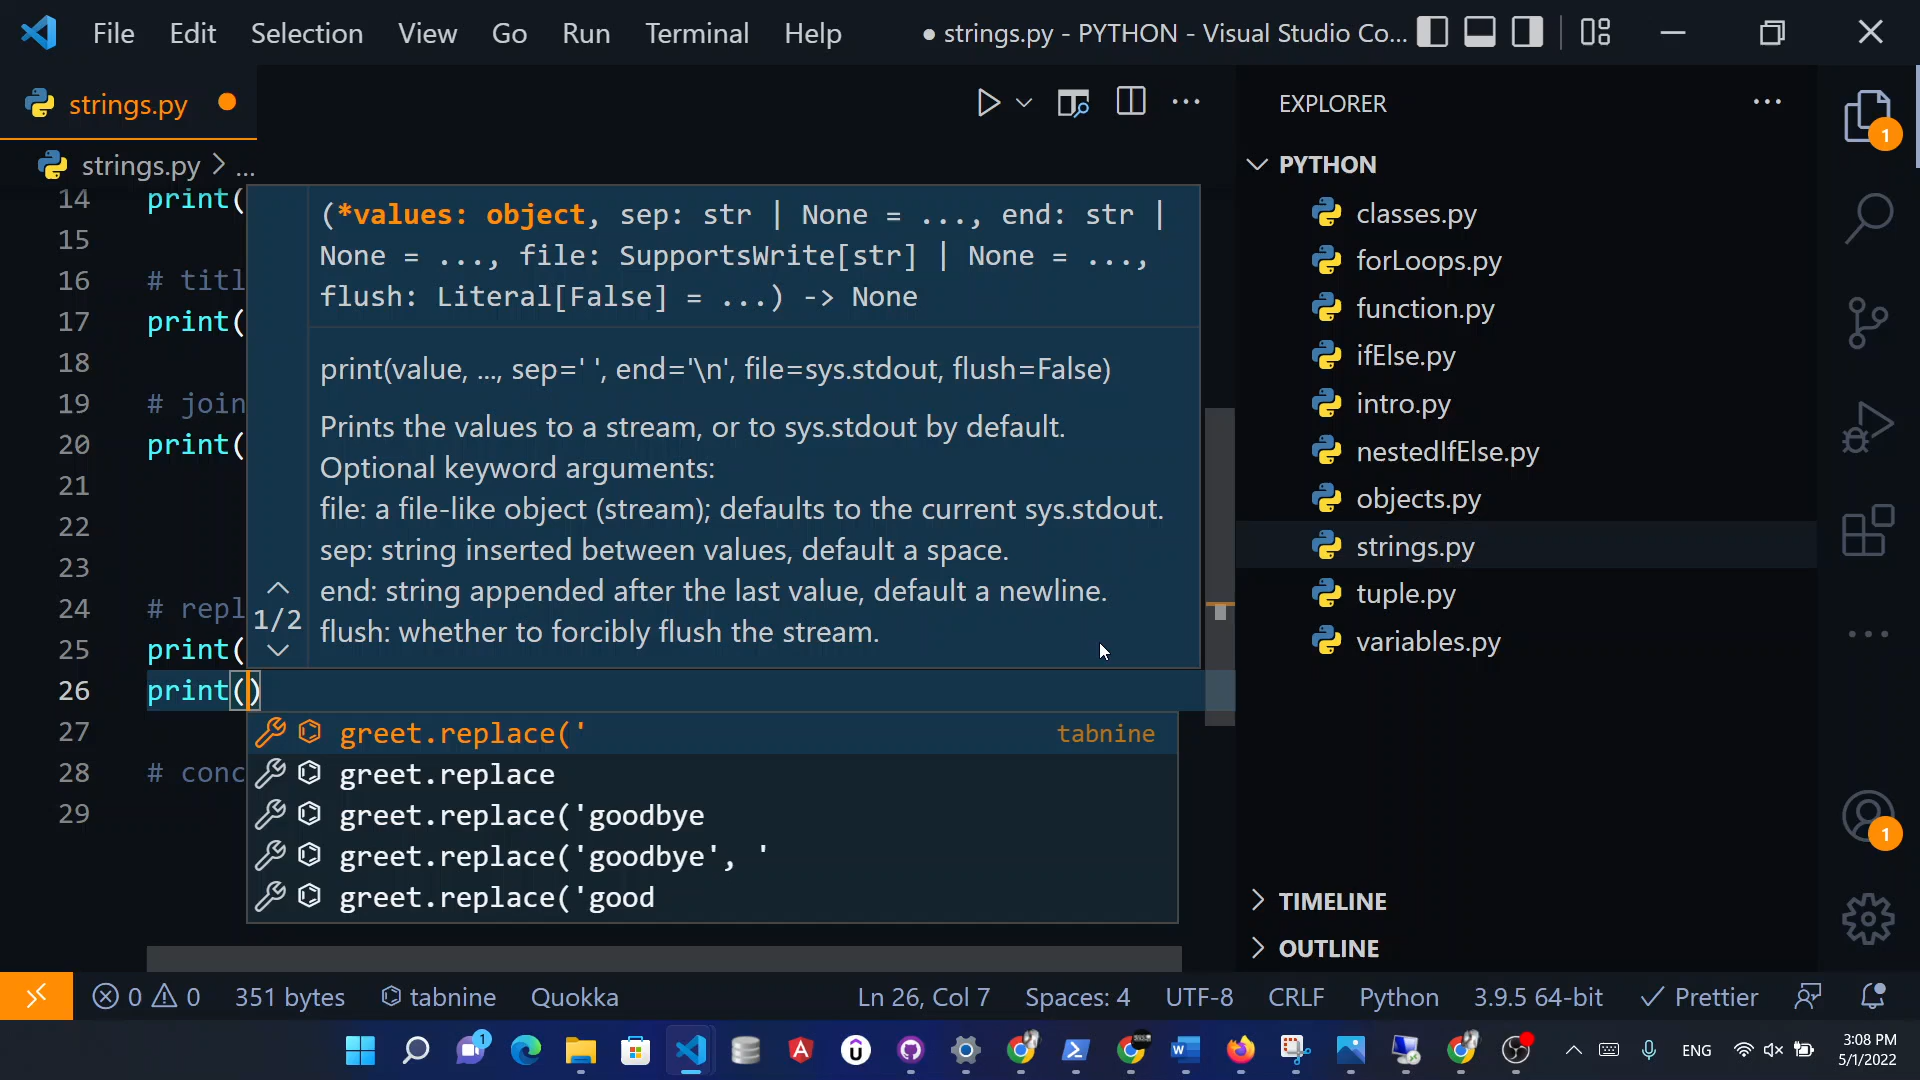 File Edit Selection View Go Run Terminal Help
● strings.py - PYTHON - Visual Studio Co...
strings.py
strings.py > ...
14 print(
15
16 # titl
17 print(
18
19 # join
20 print(
21
22
23
24 # repl
25 print(
26 print()
27
28 # conc
29
(*values: object, sep: str | None = ..., end: str |
None = ..., file: SupportsWrite[str] | None = ...,
flush: Literal[False] = ...) -> None
print(value, ..., sep=' ', end='\n', file=sys.stdout, flush=False)
Prints the values to a stream, or to sys.stdout by default.
Optional keyword arguments:
file: a file-like object (stream); defaults to the current sys.stdout.
sep: string inserted between values, default a space.
end: string appended after the last value, default a newline.
flush: whether to forcibly flush the stream.
1/2
greet.replace(' tabnine
greet.replace
greet.replace('goodbye
greet.replace('goodbye', '
greet.replace('good
EXPLORER
PYTHON
classes.py
forLoops.py
function.py
ifElse.py
intro.py
nestedIfElse.py
objects.py
strings.py
tuple.py
variables.py
TIMELINE
OUTLINE
1
1
0 0 351 bytes tabnine Quokka Ln 26, Col 7 Spaces: 4 UTF-8 CRLF Python 3.9.5 64-bit Prettier
1
ENG
3:08 PM
5/1/2022